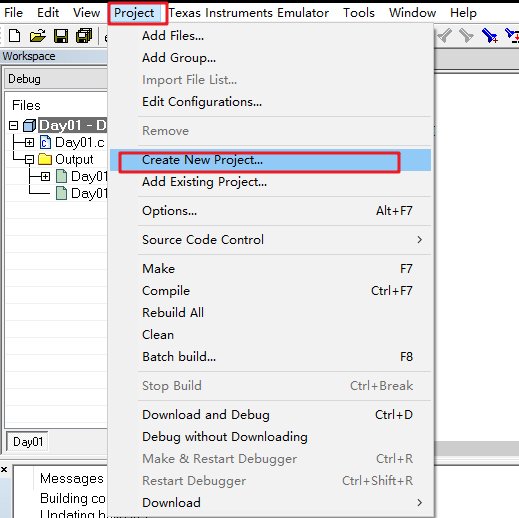 File Edit View Project Texas Instruments Emulator Tools Window Help
Workspace
Debug
Files
Day01 - D
Day01.c
Output
Day01
Day01
Day01
Add Files...
Add Group...
Import File List...
Edit Configurations...
Remove
Create New Project...
Add Existing Project...
Options... Alt+F7
Source Code Control
Make F7
Compile Ctrl+F7
Rebuild All
Clean
Batch build... F8
Stop Build Ctrl+Break
Download and Debug Ctrl+D
Debug without Downloading
Make & Restart Debugger Ctrl+R
Restart Debugger Ctrl+Shift+R
Download
Messages
Building co